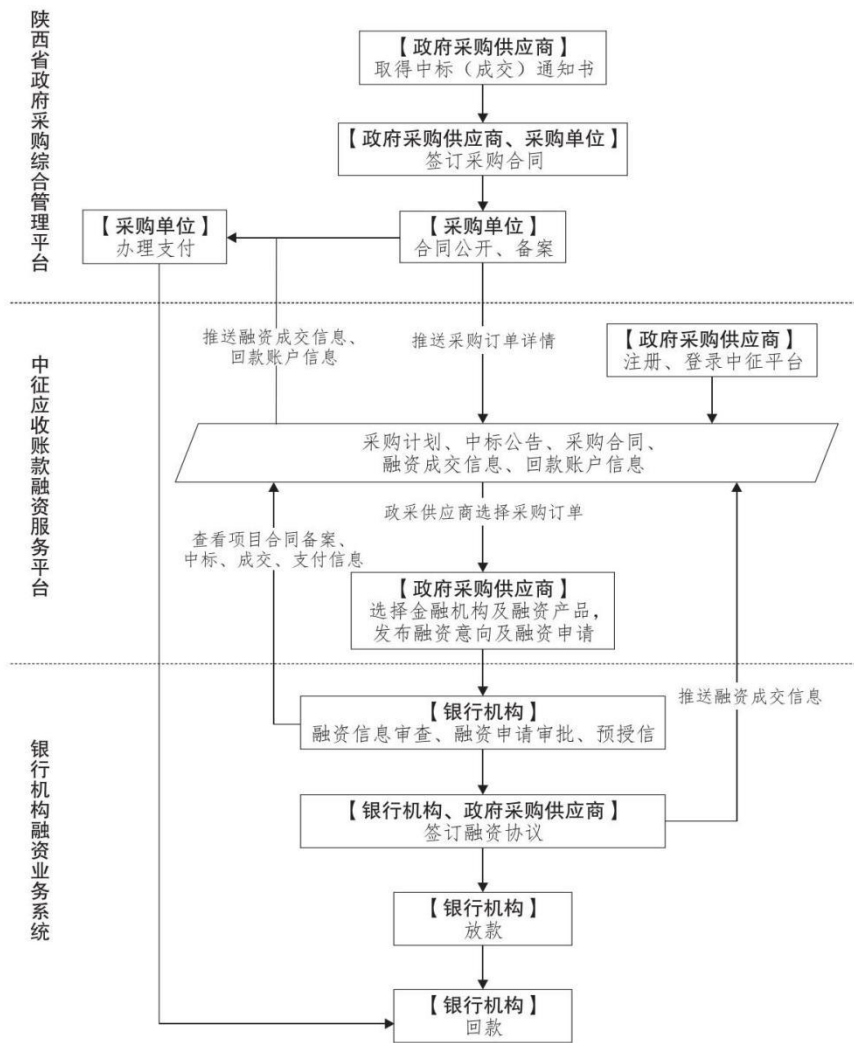 陕西省政府采购综合管理平台
【政府采购供应商】
取得中标（成交）通知书
【政府采购供应商、采购单位】
签订采购合同
【采购单位】
办理支付
【采购单位】
合同公开、备案
中征应收账款融资服务平台
推送融资成交信息、
回款账户信息
推送采购订单详情
【政府采购供应商】
注册、登录中征平台
采购计划、中标公告、采购合同、
融资成交信息、回款账户信息
政采供应商选择采购订单
查看项目合同备案、
中标、成交、支付信息
【政府采购供应商】
选择金融机构及融资产品，
发布融资意向及融资申请
银行机构融资业务系统
【银行机构】
融资信息审查、融资申请审批、预授信
推送融资成交信息
【银行机构、政府采购供应商】
签订融资协议
【银行机构】
放款
【银行机构】
回款